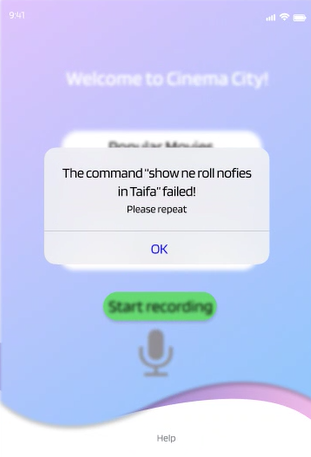 9:41
Welcome to Cinema City!
Popular Movies
The command "show ne roll nofies
in Taifa" failed!
Please repeat
OK
Start recording
Help